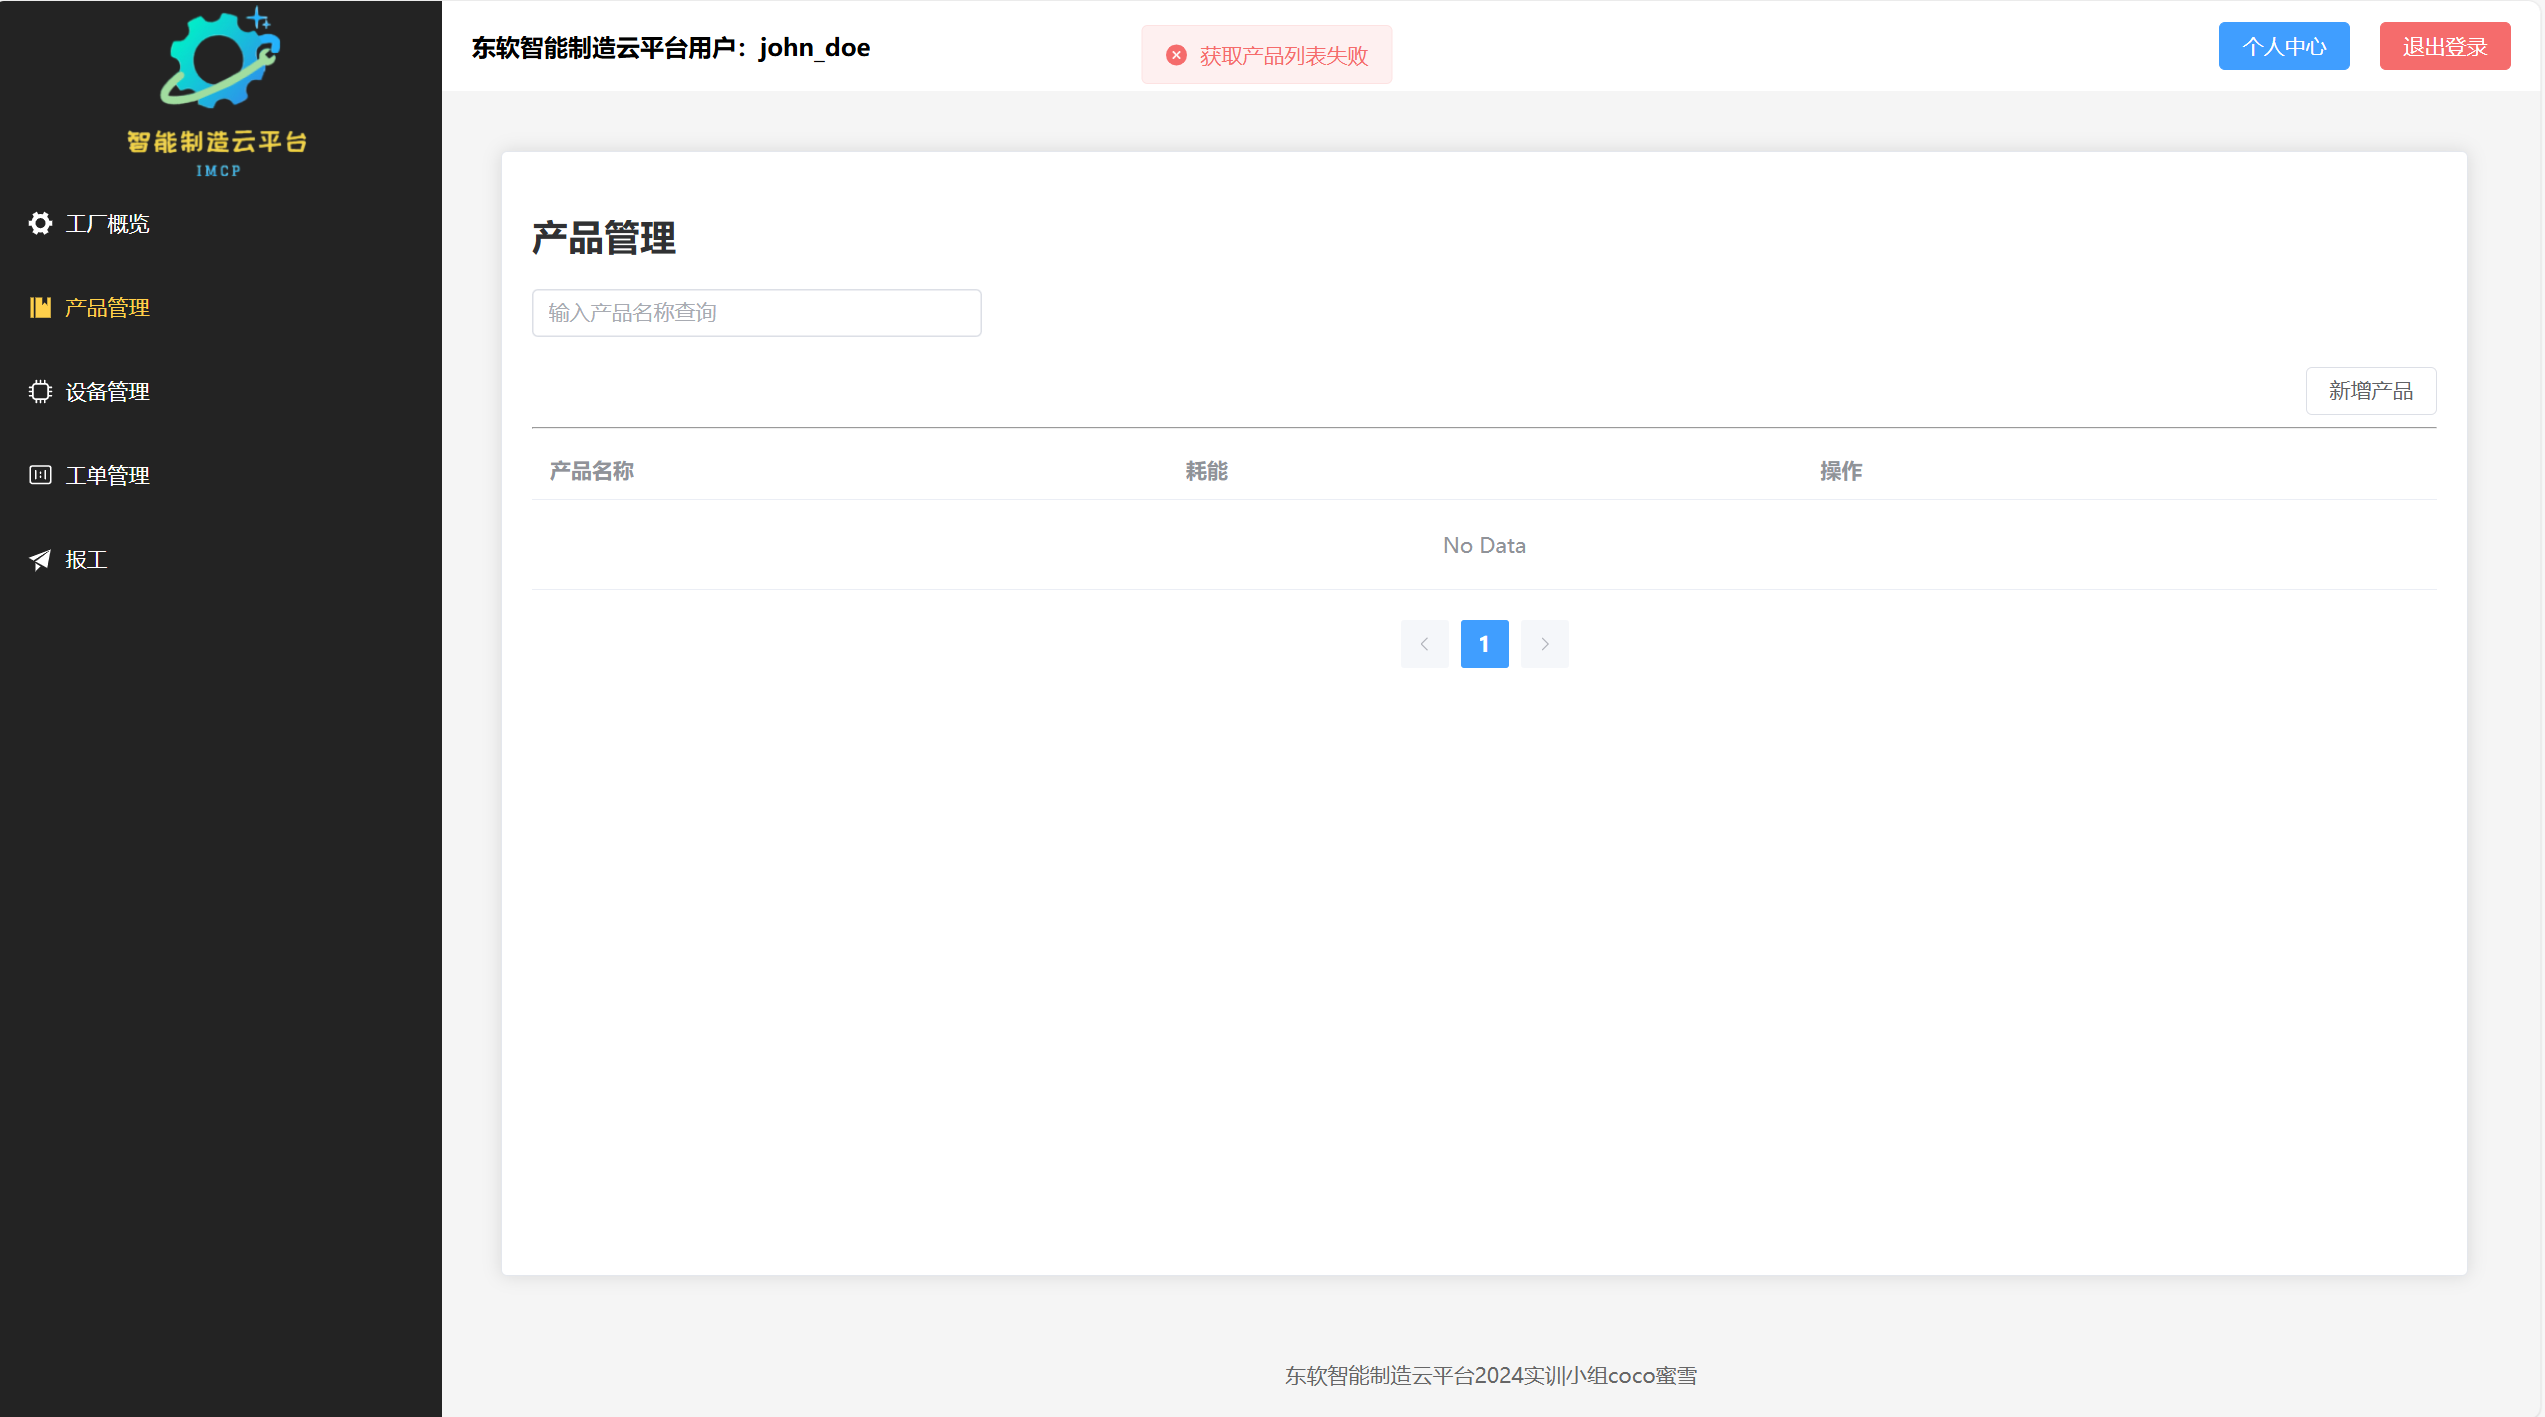 智能制造云平台
IMCP
工厂概览
产品管理
设备管理
工单管理
报工
东软智能制造云平台用户：john_doe
获取产品列表失败
个人中心
退出登录
产品管理
输入产品名称查询
新增产品
产品名称 耗能 操作
No Data
1
东软智能制造云平台2024实训小组coco蜜雪